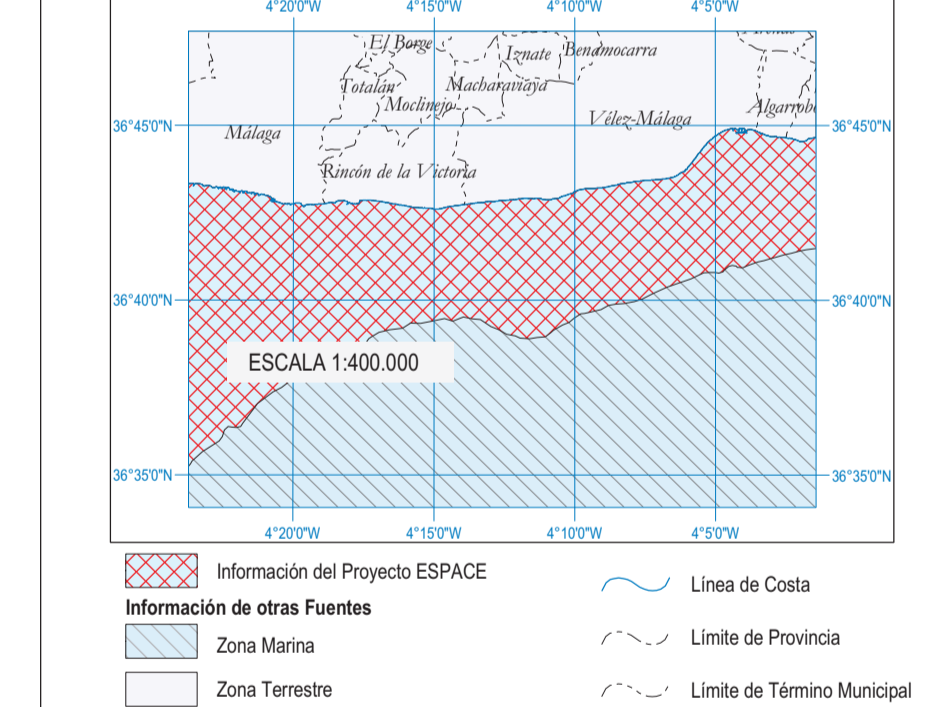 4°20'0"W 4°15'0"W 4°10'0"W 4°5'0"W
El Borge
Iznate
Benamocarra
Totalán
Macharaviaya
Moclinejo
Algarrobo
Vélez-Málaga
36°45'0"N
Málaga
36°45'0"N
Rincón de la Victoria
36°40'0"N
36°40'0"N
ESCALA 1:400.000
36°35'0"N
36°35'0"N
4°20'0"W 4°15'0"W 4°10'0"W 4°5'0"W
Información del Proyecto ESPACE
Información de otras Fuentes
Zona Marina
Zona Terrestre
Línea de Costa
Límite de Provincia
Límite de Término Municipal